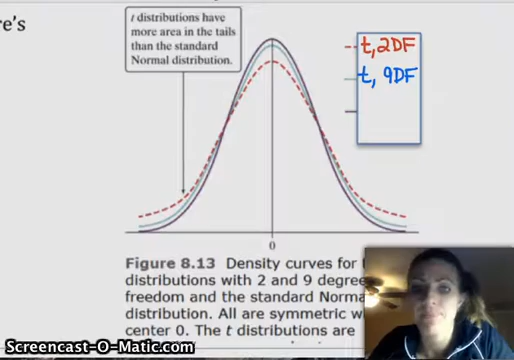 re's
t distributions have
more area in the tails
than the standard
Normal distribution.
t, 2DF
t, 9DF
0
Figure 8.13 Density curves for
distributions with 2 and 9 degree
freedom and the standard Norma
distribution. All are symmetric w
center 0. The t distributions are
Screencast-O-Matic.com